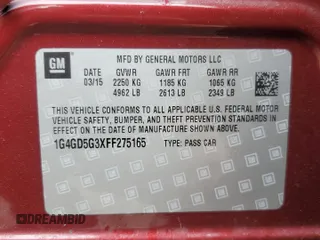 GM
MFD BY GENERAL MOTORS LLC
DATE GVWR GAWR FRT GAWR RR
03/15 2250 KG 1185 KG 1065 KG
4962 LB 2613 LB 2349 LB
THIS VEHICLE CONFORMS TO ALL APPLICABLE U.S. FEDERAL MOTOR
VEHICLE SAFETY, BUMPER, AND THEFT PREVENTION STANDARDS
IN EFFECT ON THE DATE OF MANUFACTURE SHOWN ABOVE.
1G4GD5G3XFF275165 TYPE: PASS CAR
DREAMBID